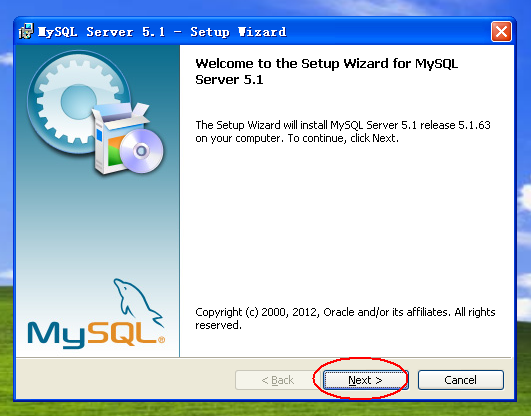 MySQL Server 5.1 - Setup Wizard
Welcome to the Setup Wizard for MySQL
Server 5.1
The Setup Wizard will install MySQL Server 5.1 release 5.1.63
on your computer. To continue, click Next.
Copyright (c) 2000, 2012, Oracle and/or its affiliates. All rights
reserved.
MySQL®
< Back Next > Cancel